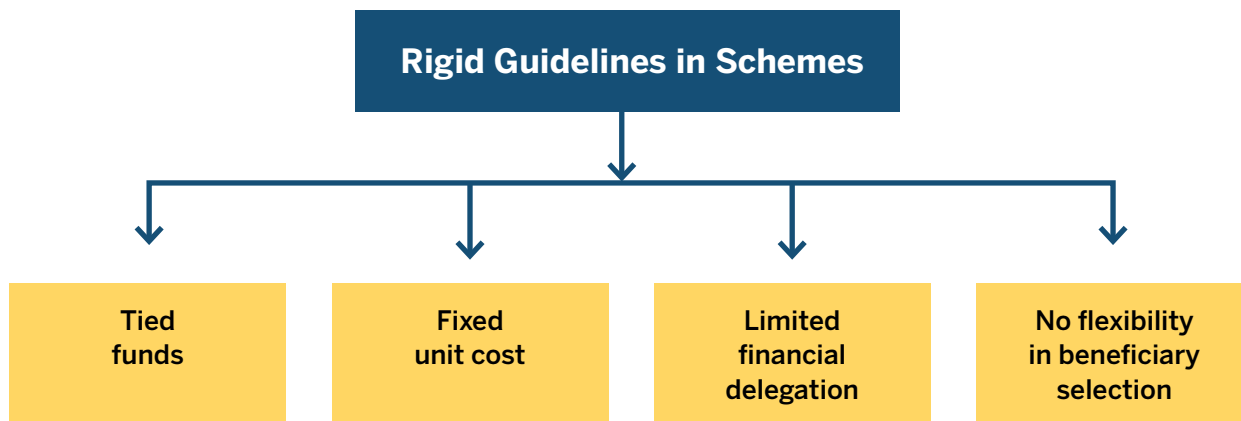 Rigid Guidelines in Schemes
Tied
funds
Fixed
unit cost
Limited
financial
delegation
No flexibility
in beneficiary
selection